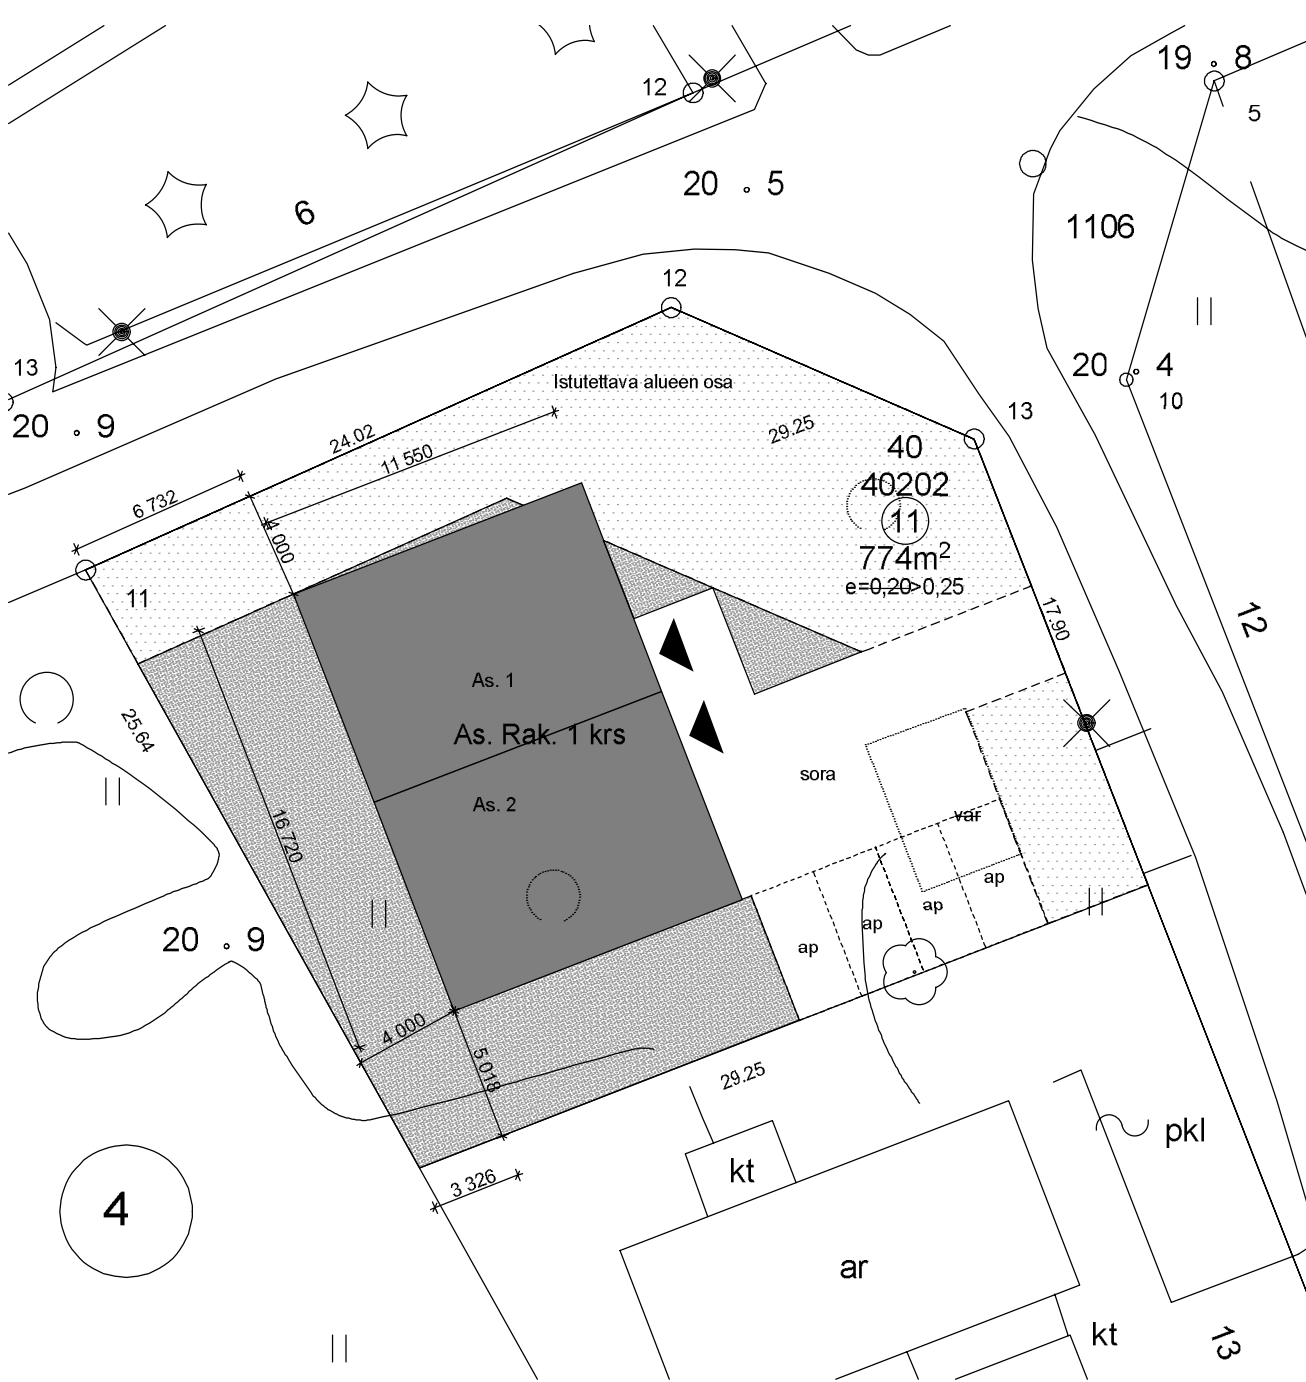 19 . 8
12
5
20 . 5
6
1106
12
13
20 . 4
10
Istutettava alueen osa
13
20 . 9
24.02
29.25
11 550
40
40202
11
774m²
e=0,20>0,25
6 732
4 000
11
17.90
12
As. 1
25.64
As. Rak. 1 krs
sora
As. 2
var
16 720
ap
ap
ap
ap
20 . 9
4 000
5 018
29.25
pkl
kt
3 326
4
ar
kt
13